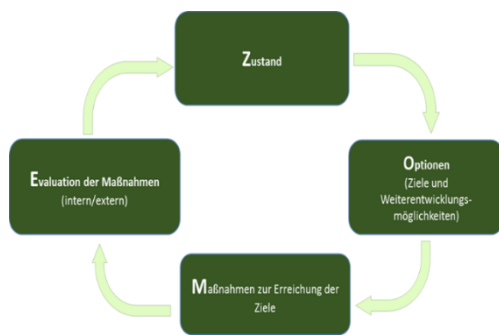 Zustand
Optionen
(Ziele und
Weiterentwicklungs-
möglichkeiten)
Maßnahmen zur Erreichung der
Ziele
Evaluation der Maßnahmen
(intern/extern)